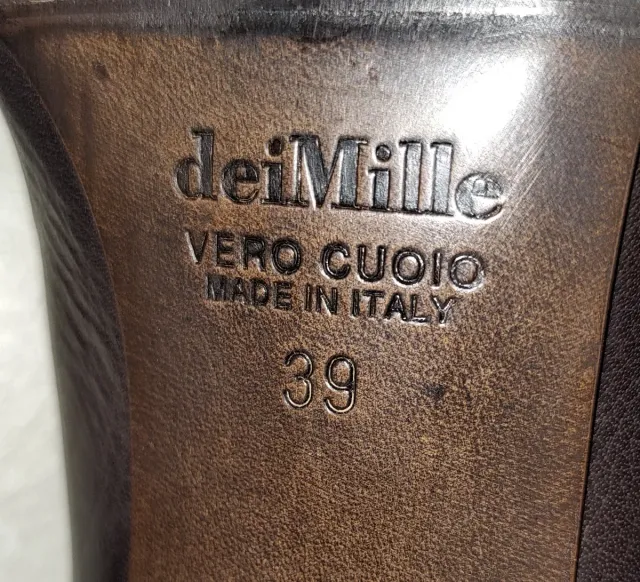 deiMille
VERO CUOIO
MADE IN ITALY
39